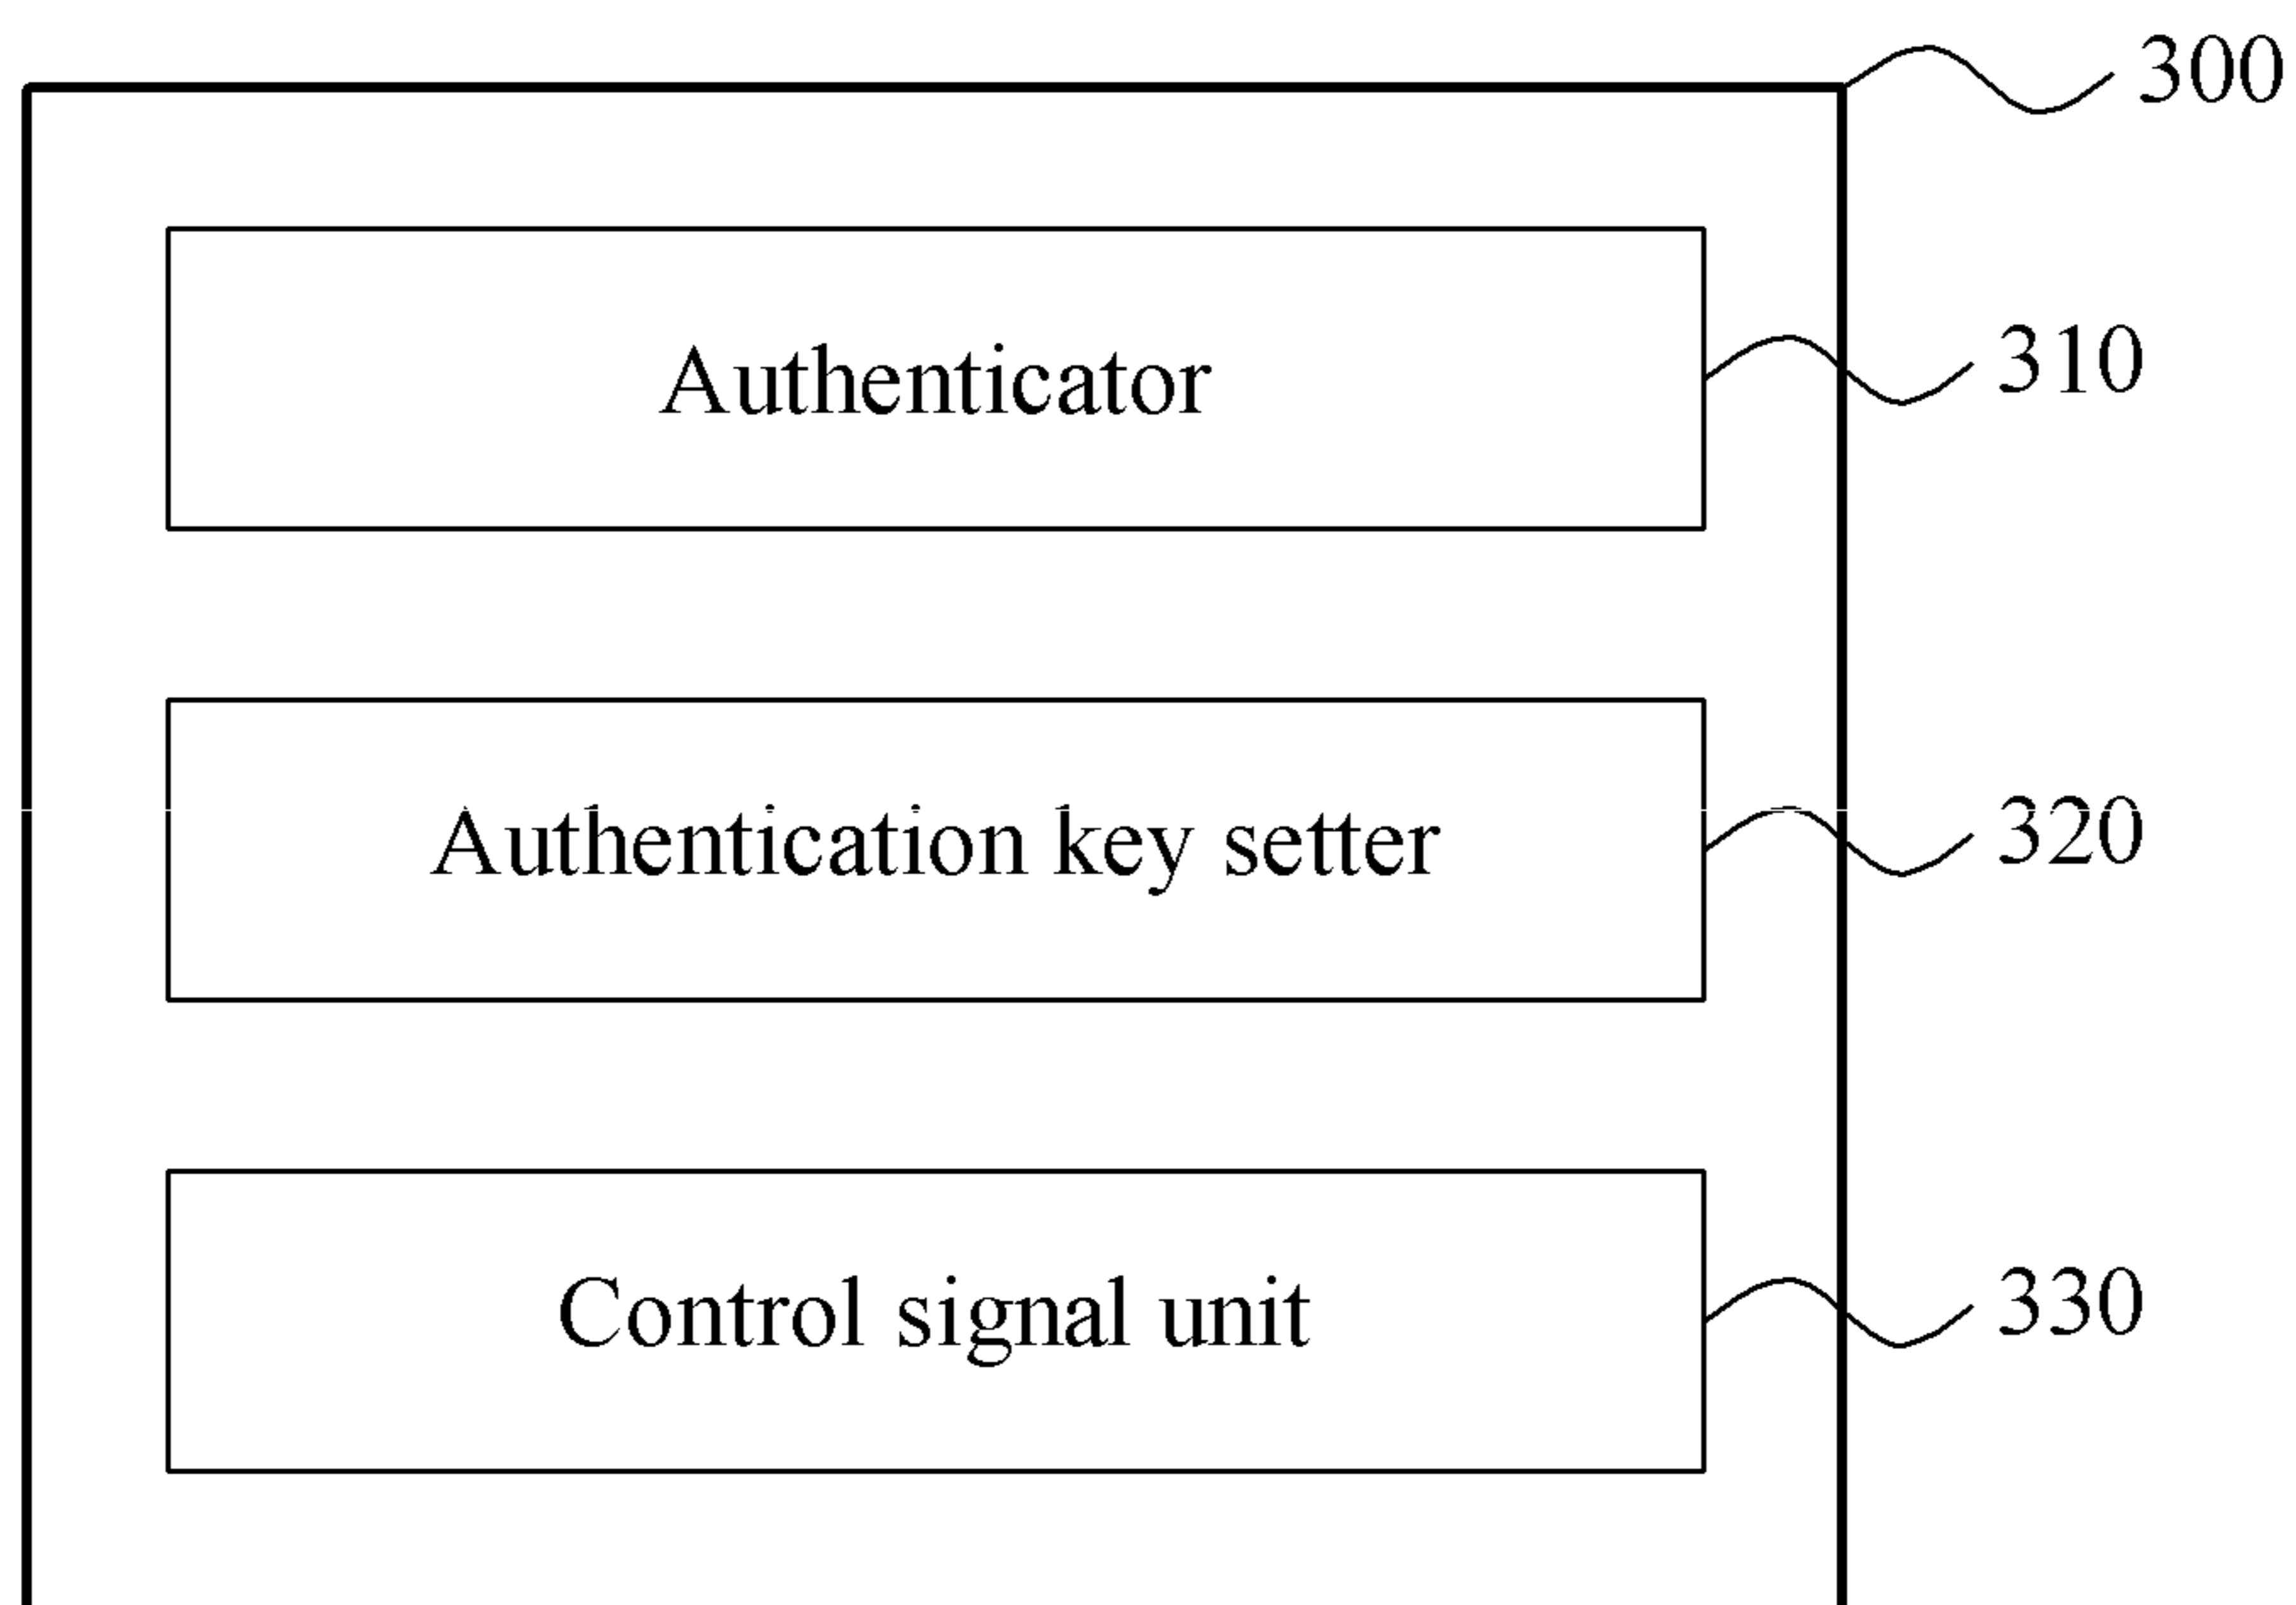 300
Authenticator 310
Authentication key setter 320
Control signal unit 330